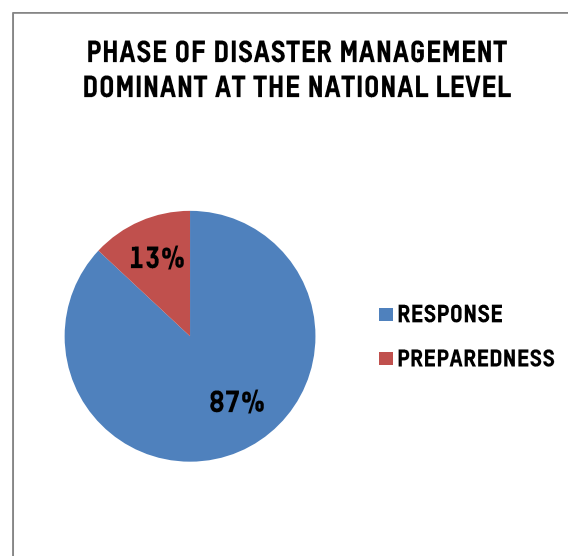 PHASE OF DISASTER MANAGEMENT
DOMINANT AT THE NATIONAL LEVEL
13%
87%
RESPONSE
PREPAREDNESS